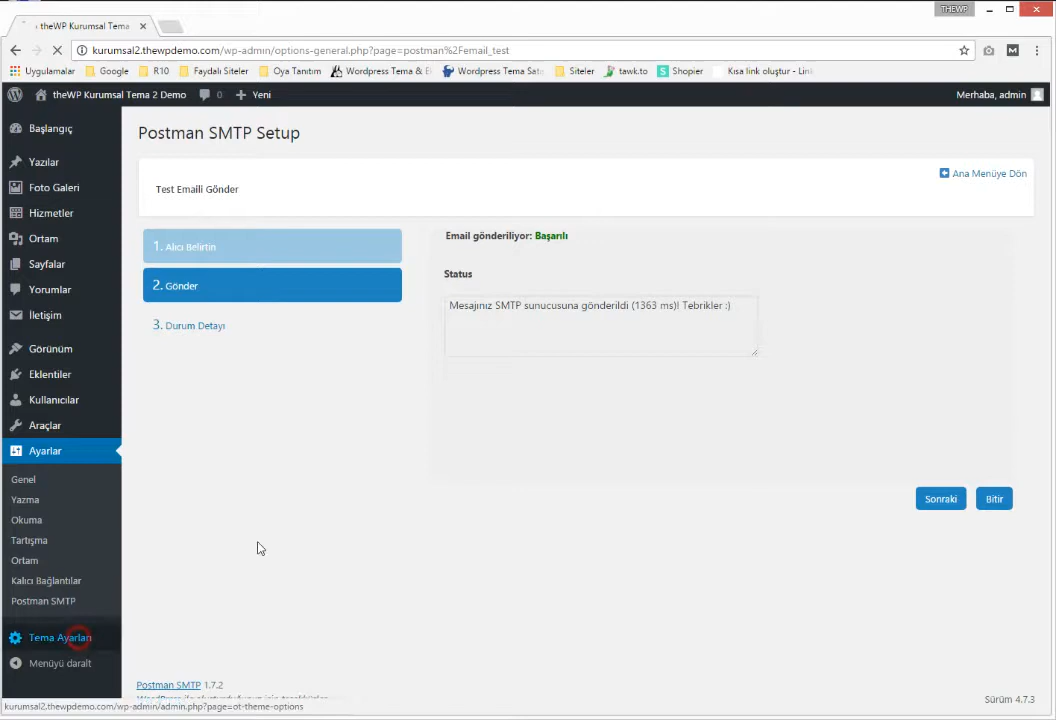 THEWP
theWP Kurumsal Tema
kurumsal2.thewpdemo.com/wp-admin/options-general.php?page=postman%2Femail_test
Uygulamalar Google R10 Faydalı Siteler Oya Tanıtım Wordpress Tema & E Wordpress Tema Sato Siteler tawk.to Shopier Kısa link oluştur - Lin
theWP Kurumsal Tema 2 Demo 0 Yeni Merhaba, admin
Başlangıç
Yazılar
Foto Galeri
Hizmetler
Ortam
Sayfalar
Yorumlar
İletişim
Görünüm
Eklentiler
Kullanıcılar
Araçlar
Ayarlar
Genel
Yazma
Okuma
Tartışma
Ortam
Kalıcı Bağlantılar
Postman SMTP
Tema Ayarları
Menüyü daralt
Postman SMTP Setup
Ana Menüye Dön
Test Emaili Gönder
1. Alıcı Belirtin
2. Gönder
3. Durum Detayı
Email gönderiliyor: Başarılı
Status
Mesajınız SMTP sunucusuna gönderildi (1363 ms)! Tebrikler :)
Sonraki Bitir
Postman SMTP 1.7.2
Sürüm 4.7.3
kurumsal2.thewpdemo.com/wp-admin/admin.php?page=ot-theme-options